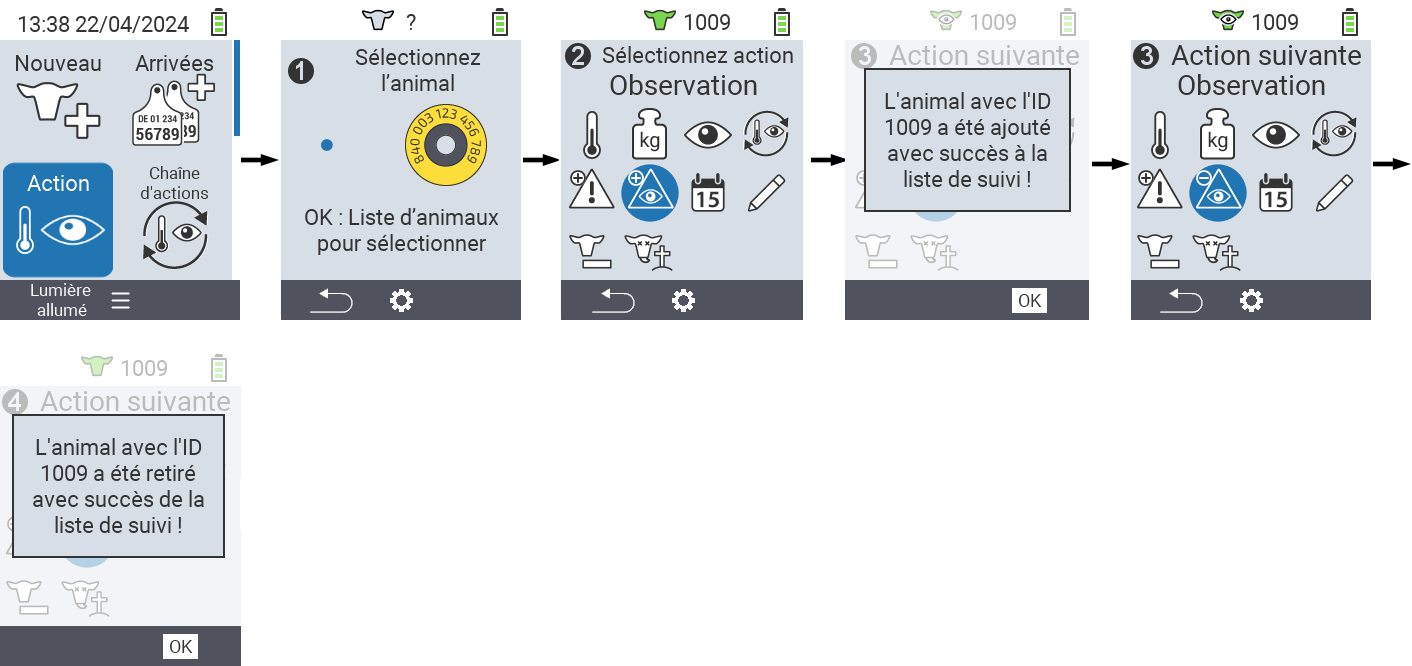 13:38 22/04/2024
Nouveau
Arrivées
DE 01 234
234
56789
39
Action
Chaîne
d'actions
Lumière
allumé
?
1
Sélectionnez
l'animal
840 003 123 456 789
OK : Liste d'animaux
pour sélectionner
1009
2 Sélectionnez action
Observation
kg
15
1009
3 Action suivante
L'animal avec l'ID
1009 a été ajouté
avec succès à la
liste de suivi !
OK
1009
3 Action suivante
Observation
kg
15
1009
4 Action suivante
L'animal avec l'ID
1009 a été retiré
avec succès de la
liste de suivi !
OK